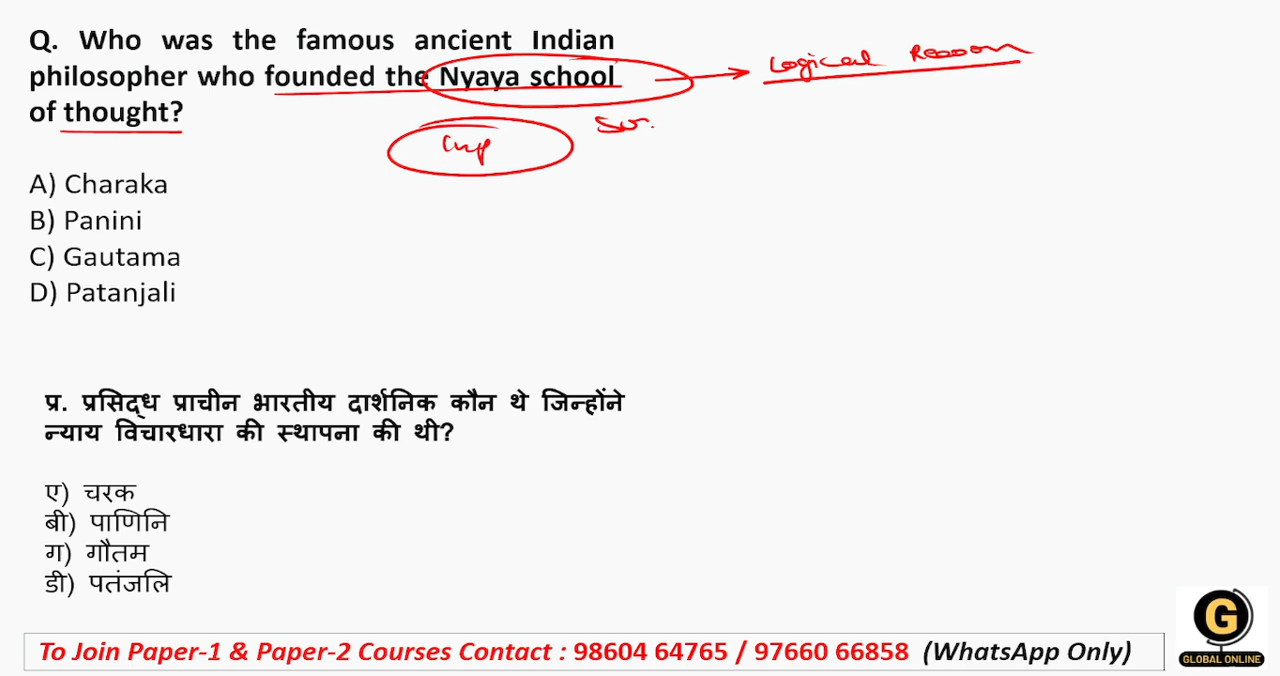 Q. Who was the famous ancient Indian
philosopher who founded the Nyaya school
of thought?
Logical Reason
A) Charaka
B) Panini
C) Gautama
D) Patanjali
प्र. प्रसिद्ध प्राचीन भारतीय दार्शनिक कौन थे जिन्होंने
न्याय विचारधारा की स्थापना की थी?
ए) चरक
बी) पाणिनि
ग) गौतम
डी) पतंजलि
To Join Paper-1 & Paper-2 Courses Contact : 98604 64765 / 97660 66858 (WhatsApp Only)
G
GLOBAL ONLINE